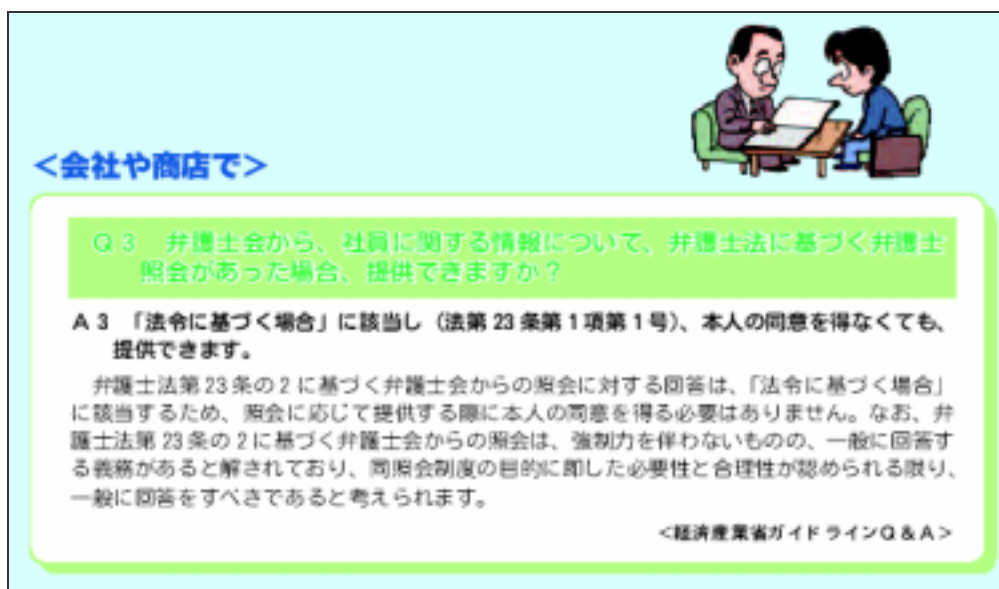 <会社や商店で>
Q3 弁護士会から、社員に関する情報について、弁護士法に基づく弁護士
照会があった場合、提供できますか？
A3 「法令に基づく場合」に該当し（法第23条第1項第1号）、本人の同意を得なくても、
提供できます。
弁護士法第23条の2に基づく弁護士会からの照会に対する回答は、「法令に基づく場合」
に該当するため、照会に応じて提供する際に本人の同意を得る必要はありません。なお、弁
護士法第23条の2に基づく弁護士会からの照会は、強制力を伴わないものの、一般に回答す
る義務があると解されており、同照会制度の目的に即した必要性と合理性が認められる限り、
一般に回答をすべきであると考えられます。
<経済産業省ガイドラインQ&A>